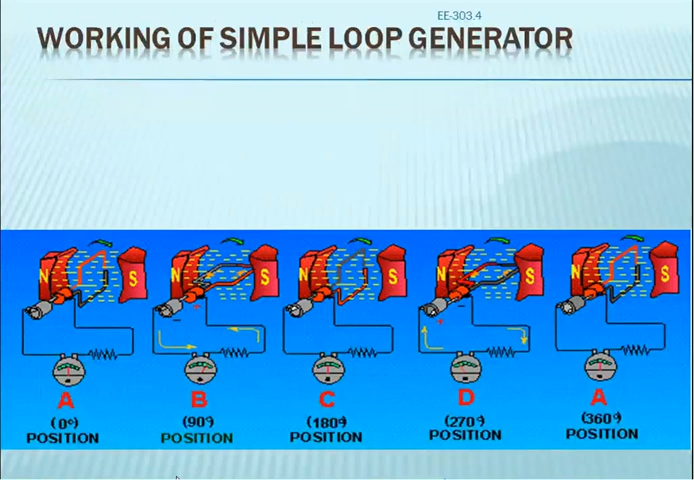 EE-303.4
WORKING OF SIMPLE LOOP GENERATOR
N S N S N S N S N S
+ − − +
A B C D A
(0°) (90°) (180°) (270°) (360°)
POSITION POSITION POSITION POSITION POSITION